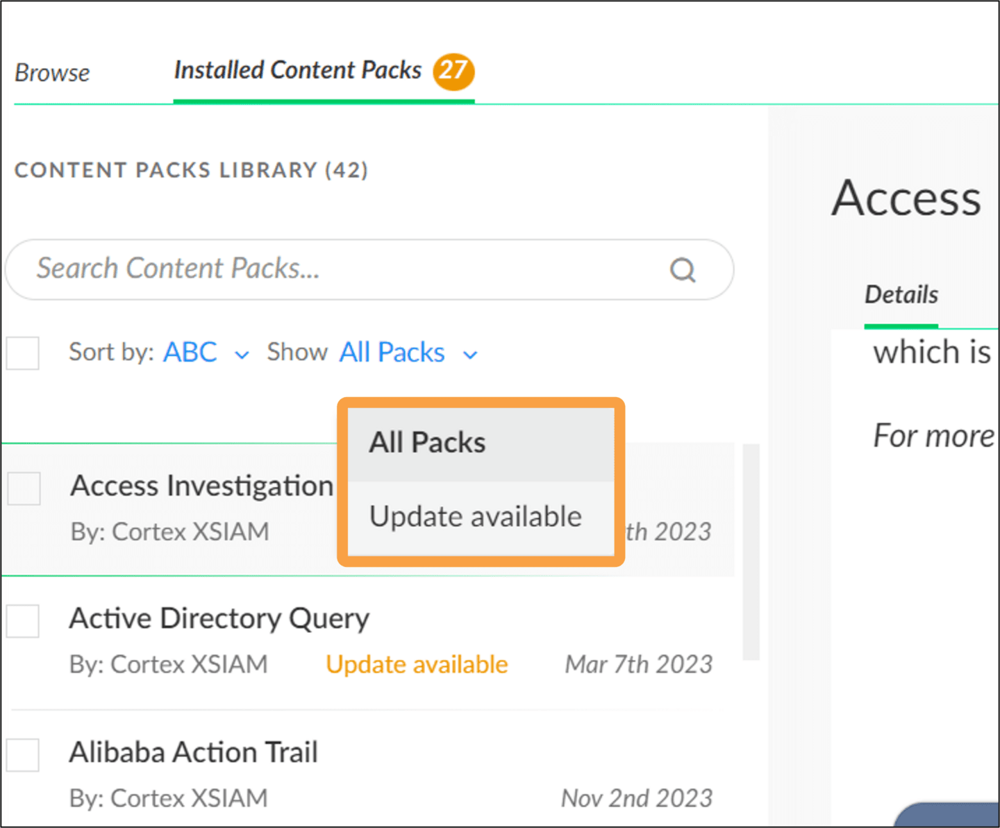 Browse
Installed Content Packs 27
CONTENT PACKS LIBRARY (42)
Search Content Packs...
Sort by: ABC Show All Packs
All Packs
Update available
Access Investigation
By: Cortex XSIAM th 2023
Active Directory Query
By: Cortex XSIAM Update available Mar 7th 2023
Alibaba Action Trail
By: Cortex XSIAM Nov 2nd 2023
Access
Details
which is
For more